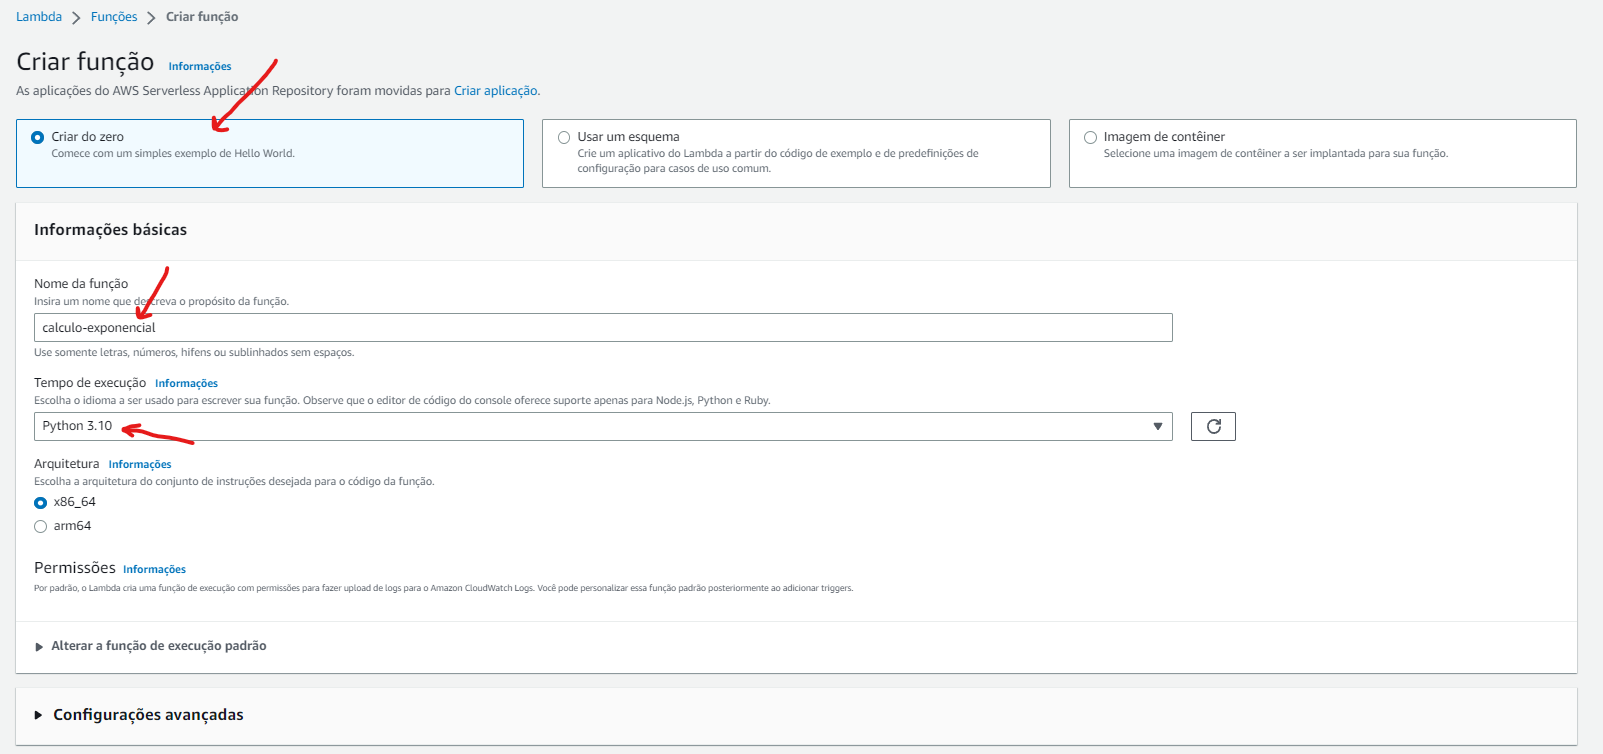 Lambda > Funções > Criar função
Criar função Informações
As aplicações do AWS Serverless Application Repository foram movidas para Criar aplicação.
Criar do zero
Comece com um simples exemplo de Hello World.
Usar um esquema
Crie um aplicativo do Lambda a partir do código de exemplo e de predefinições de
configuração para casos de uso comum.
Imagem de contêiner
Selecione uma imagem de contêiner a ser implantada para sua função.
Informações básicas
Nome da função
Insira um nome que descreva o propósito da função.
calculo-exponencial
Use somente letras, números, hifens ou sublinhados sem espaços.
Tempo de execução Informações
Escolha o idioma a ser usado para escrever sua função. Observe que o editor de código do console oferece suporte apenas para Node.js, Python e Ruby.
Python 3.10
Arquitetura Informações
Escolha a arquitetura do conjunto de instruções desejada para o código da função.
x86_64
arm64
Permissões Informações
Por padrão, o Lambda cria uma função de execução com permissões para fazer upload de logs para o Amazon CloudWatch Logs. Você pode personalizar essa função padrão posteriormente ao adicionar triggers.
Alterar a função de execução padrão
Configurações avançadas